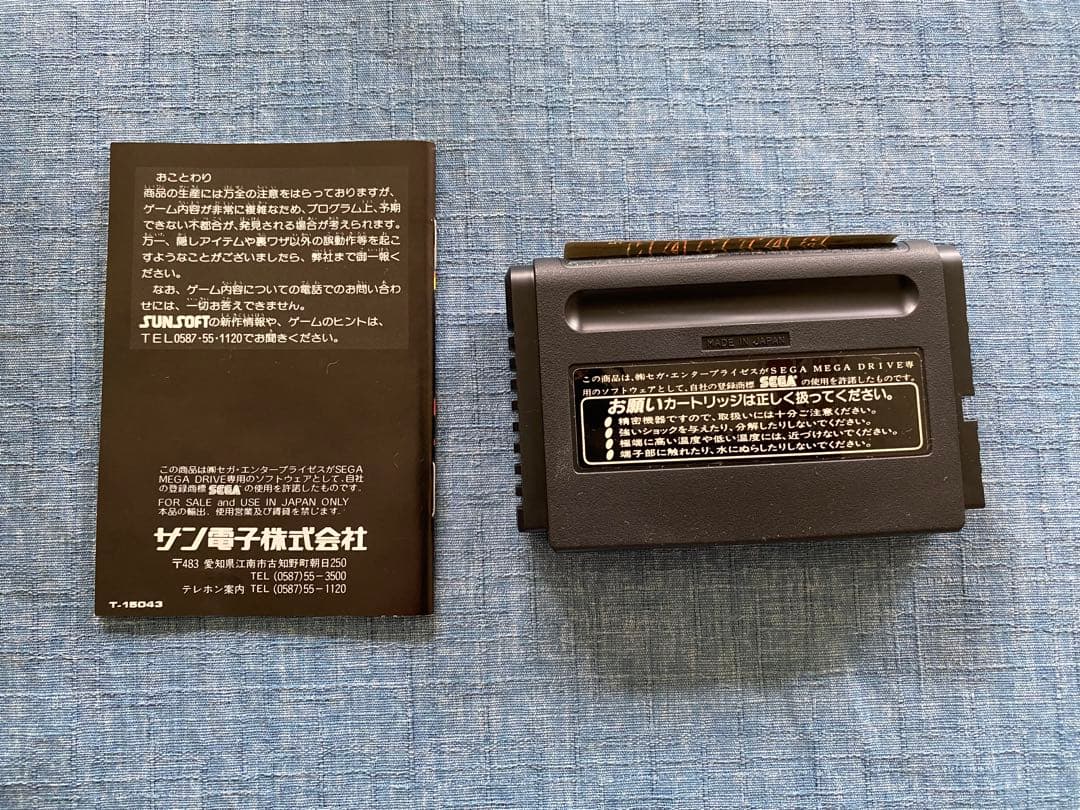 おことわり
商品の生産には万全の注意をはらっておりますが、
ゲーム内容が非常に複雑なため、プログラム上、予期
できない不都合が、発見される場合が考えられます。
万一、隠しアイテムや裏ワザ以外の誤動作等を起こ
すようなことがございましたら、弊社まで御一報く
ださい。
なお、ゲーム内容についての電話でのお問い合わ
せには、一切お答えできません。
SUNSOFTの新作情報や、ゲームのヒントは、
TEL0587・55・1120でお聞きください。
この商品は㈱セガ・エンタープライゼスがSEGA
MEGA DRIVE専用のソフトウェアとして、自社
の登録商標 SEGA の使用を許諾したものです。
FOR SALE and USE IN JAPAN ONLY
本品の輸出、使用営業及び賃貸を禁じます。
サン電子株式会社
〒483 愛知県江南市古知野町朝日250
TEL (0587)55-3500
テレホン案内 TEL (0587)55-1120
T-15043
MADE IN JAPAN
この商品は、㈱セガ・エンタープライゼスがSEGA MEGA DRIVE専
用のソフトウェアとして、自社の登録商標 SEGA の使用を許諾したものです。
お願いカートリッジは正しく扱ってください。
精密機器ですので、取扱いには十分ご注意ください。
強いショックを与えたり、分解したりしないでください。
極端に高い温度や低い温度には、近づけないでください。
端子部に触れたり、水にぬらしたりしないでください。